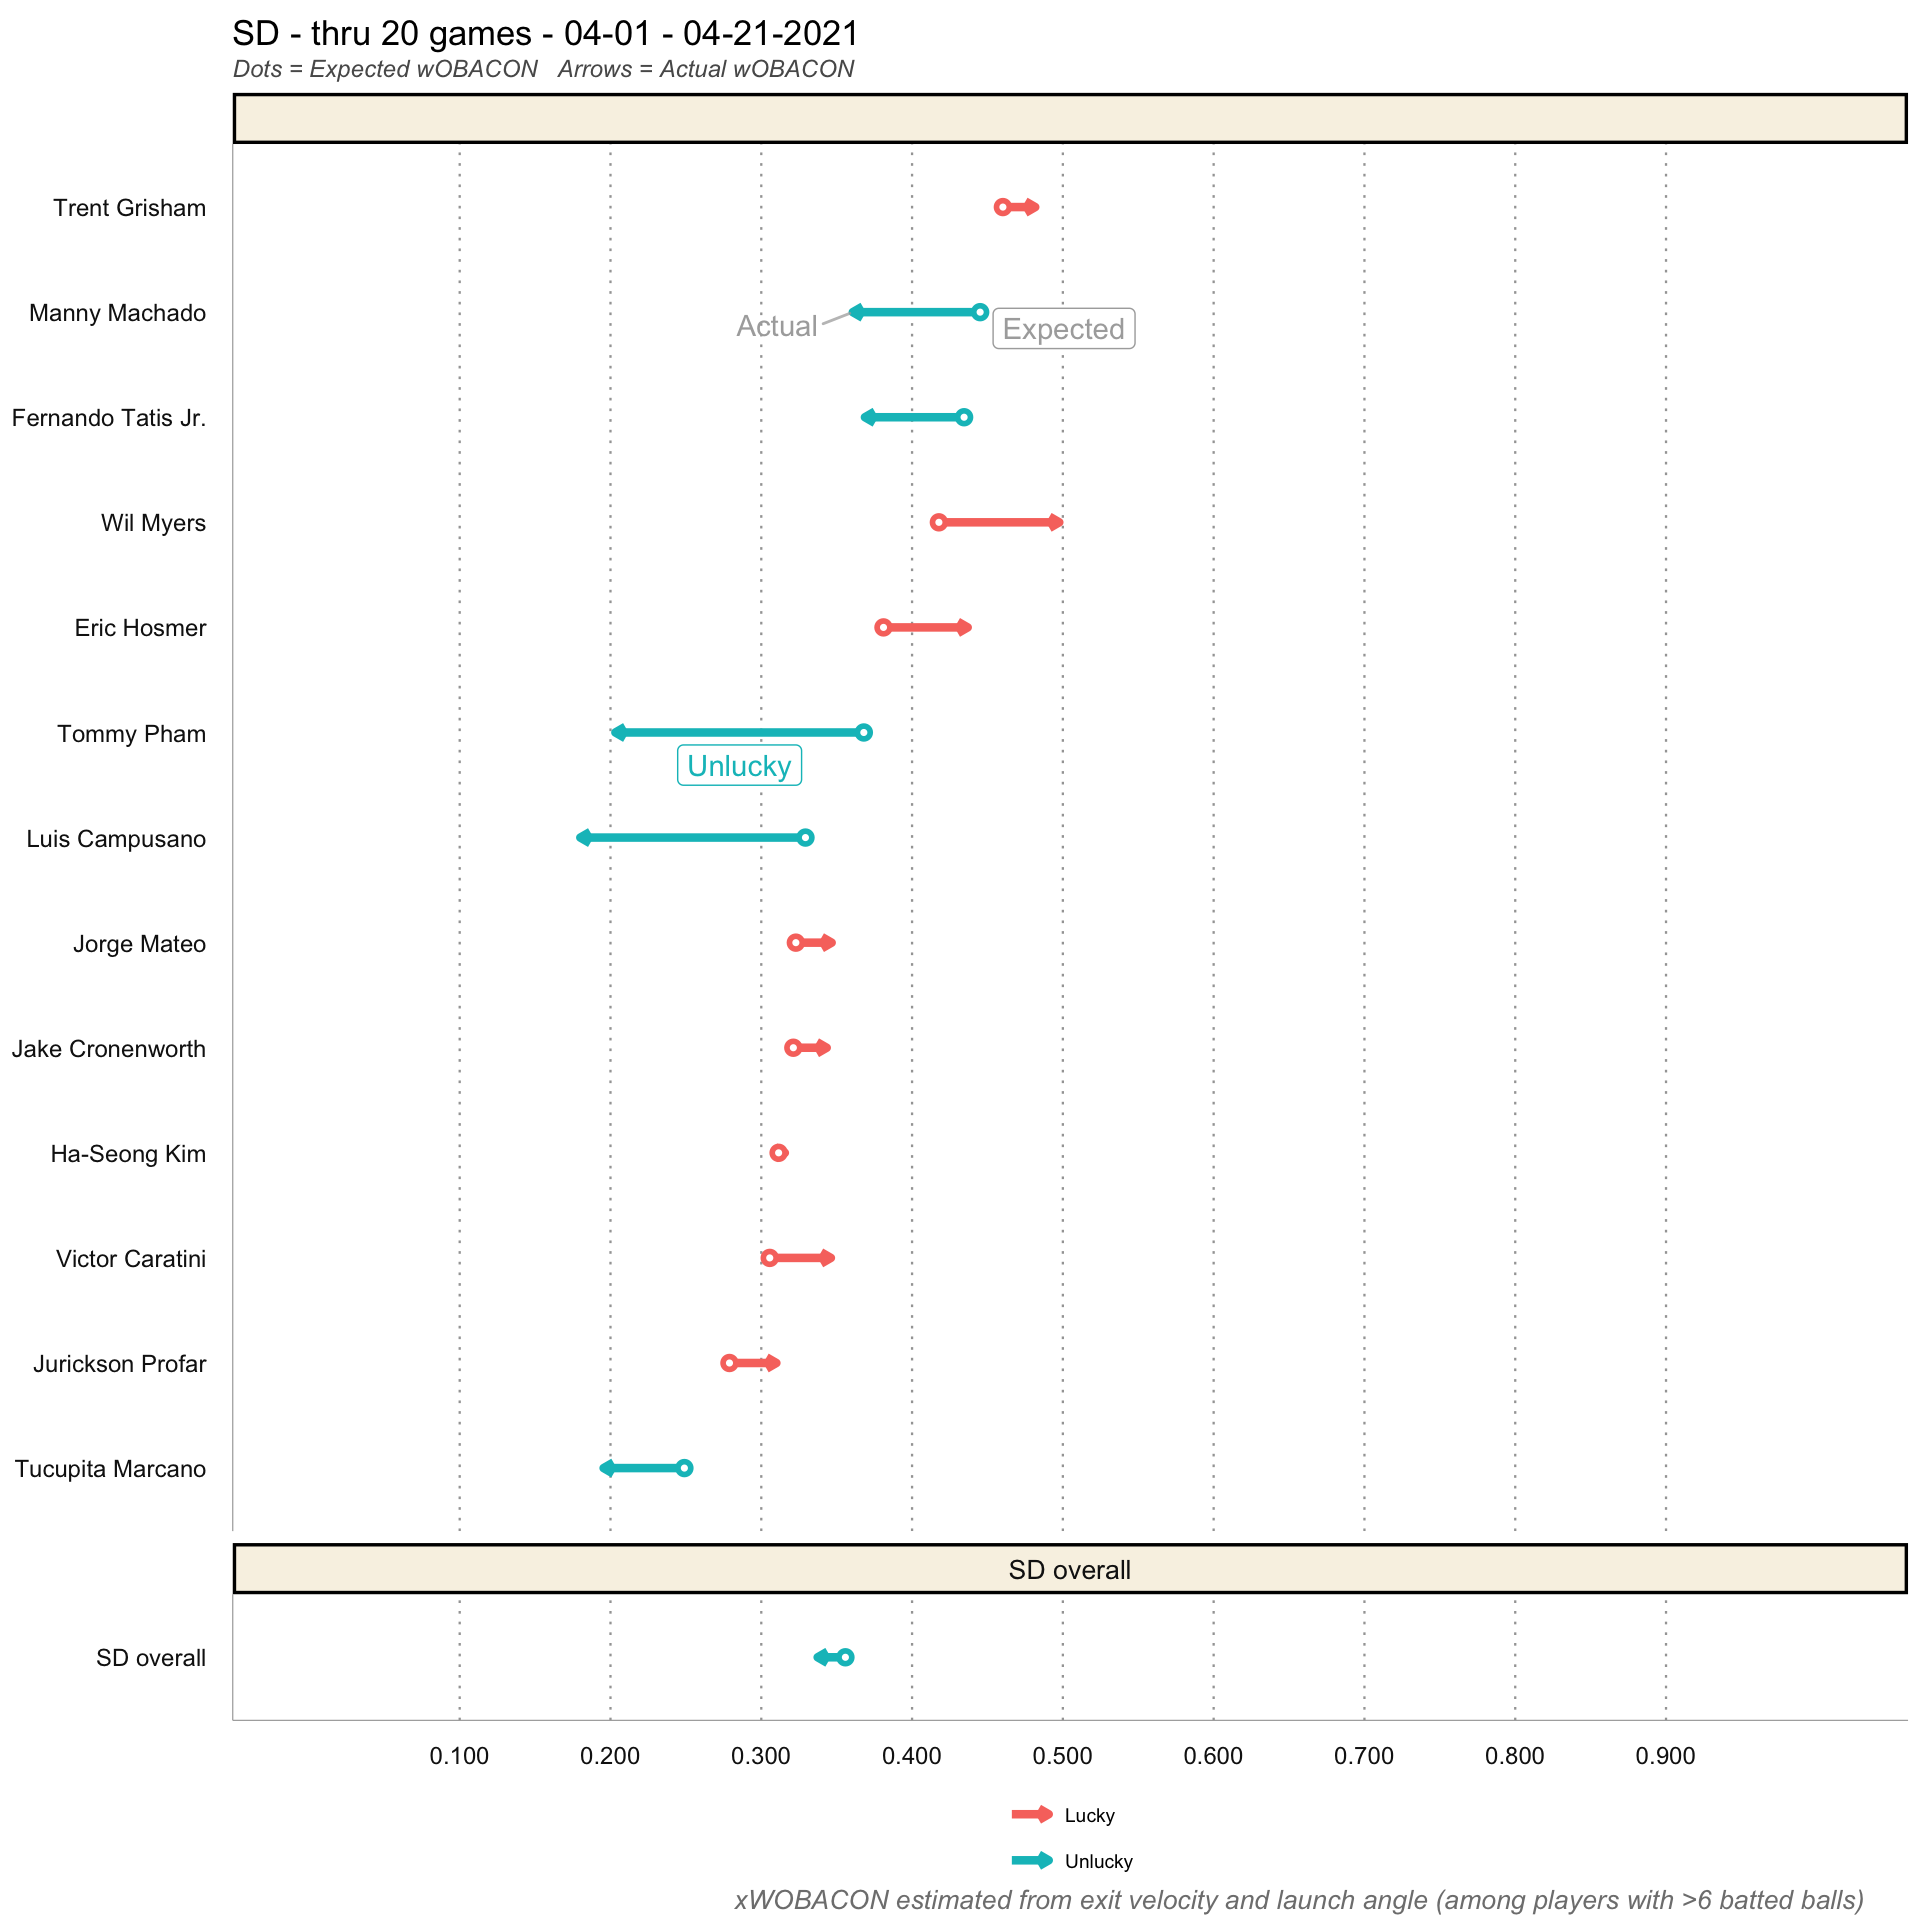 SD - thru 20 games - 04-01 - 04-21-2021
Dots = Expected wOBACON   Arrows = Actual wOBACON
Trent Grisham
Manny Machado
Actual
Expected
Fernando Tatis Jr.
Wil Myers
Eric Hosmer
Tommy Pham
Unlucky
Luis Campusano
Jorge Mateo
Jake Cronenworth
Ha-Seong Kim
Victor Caratini
Jurickson Profar
Tucupita Marcano
SD overall
SD overall
0.100 0.200 0.300 0.400 0.500 0.600 0.700 0.800 0.900
Lucky
Unlucky
xWOBACON estimated from exit velocity and launch angle (among players with >6 batted balls)